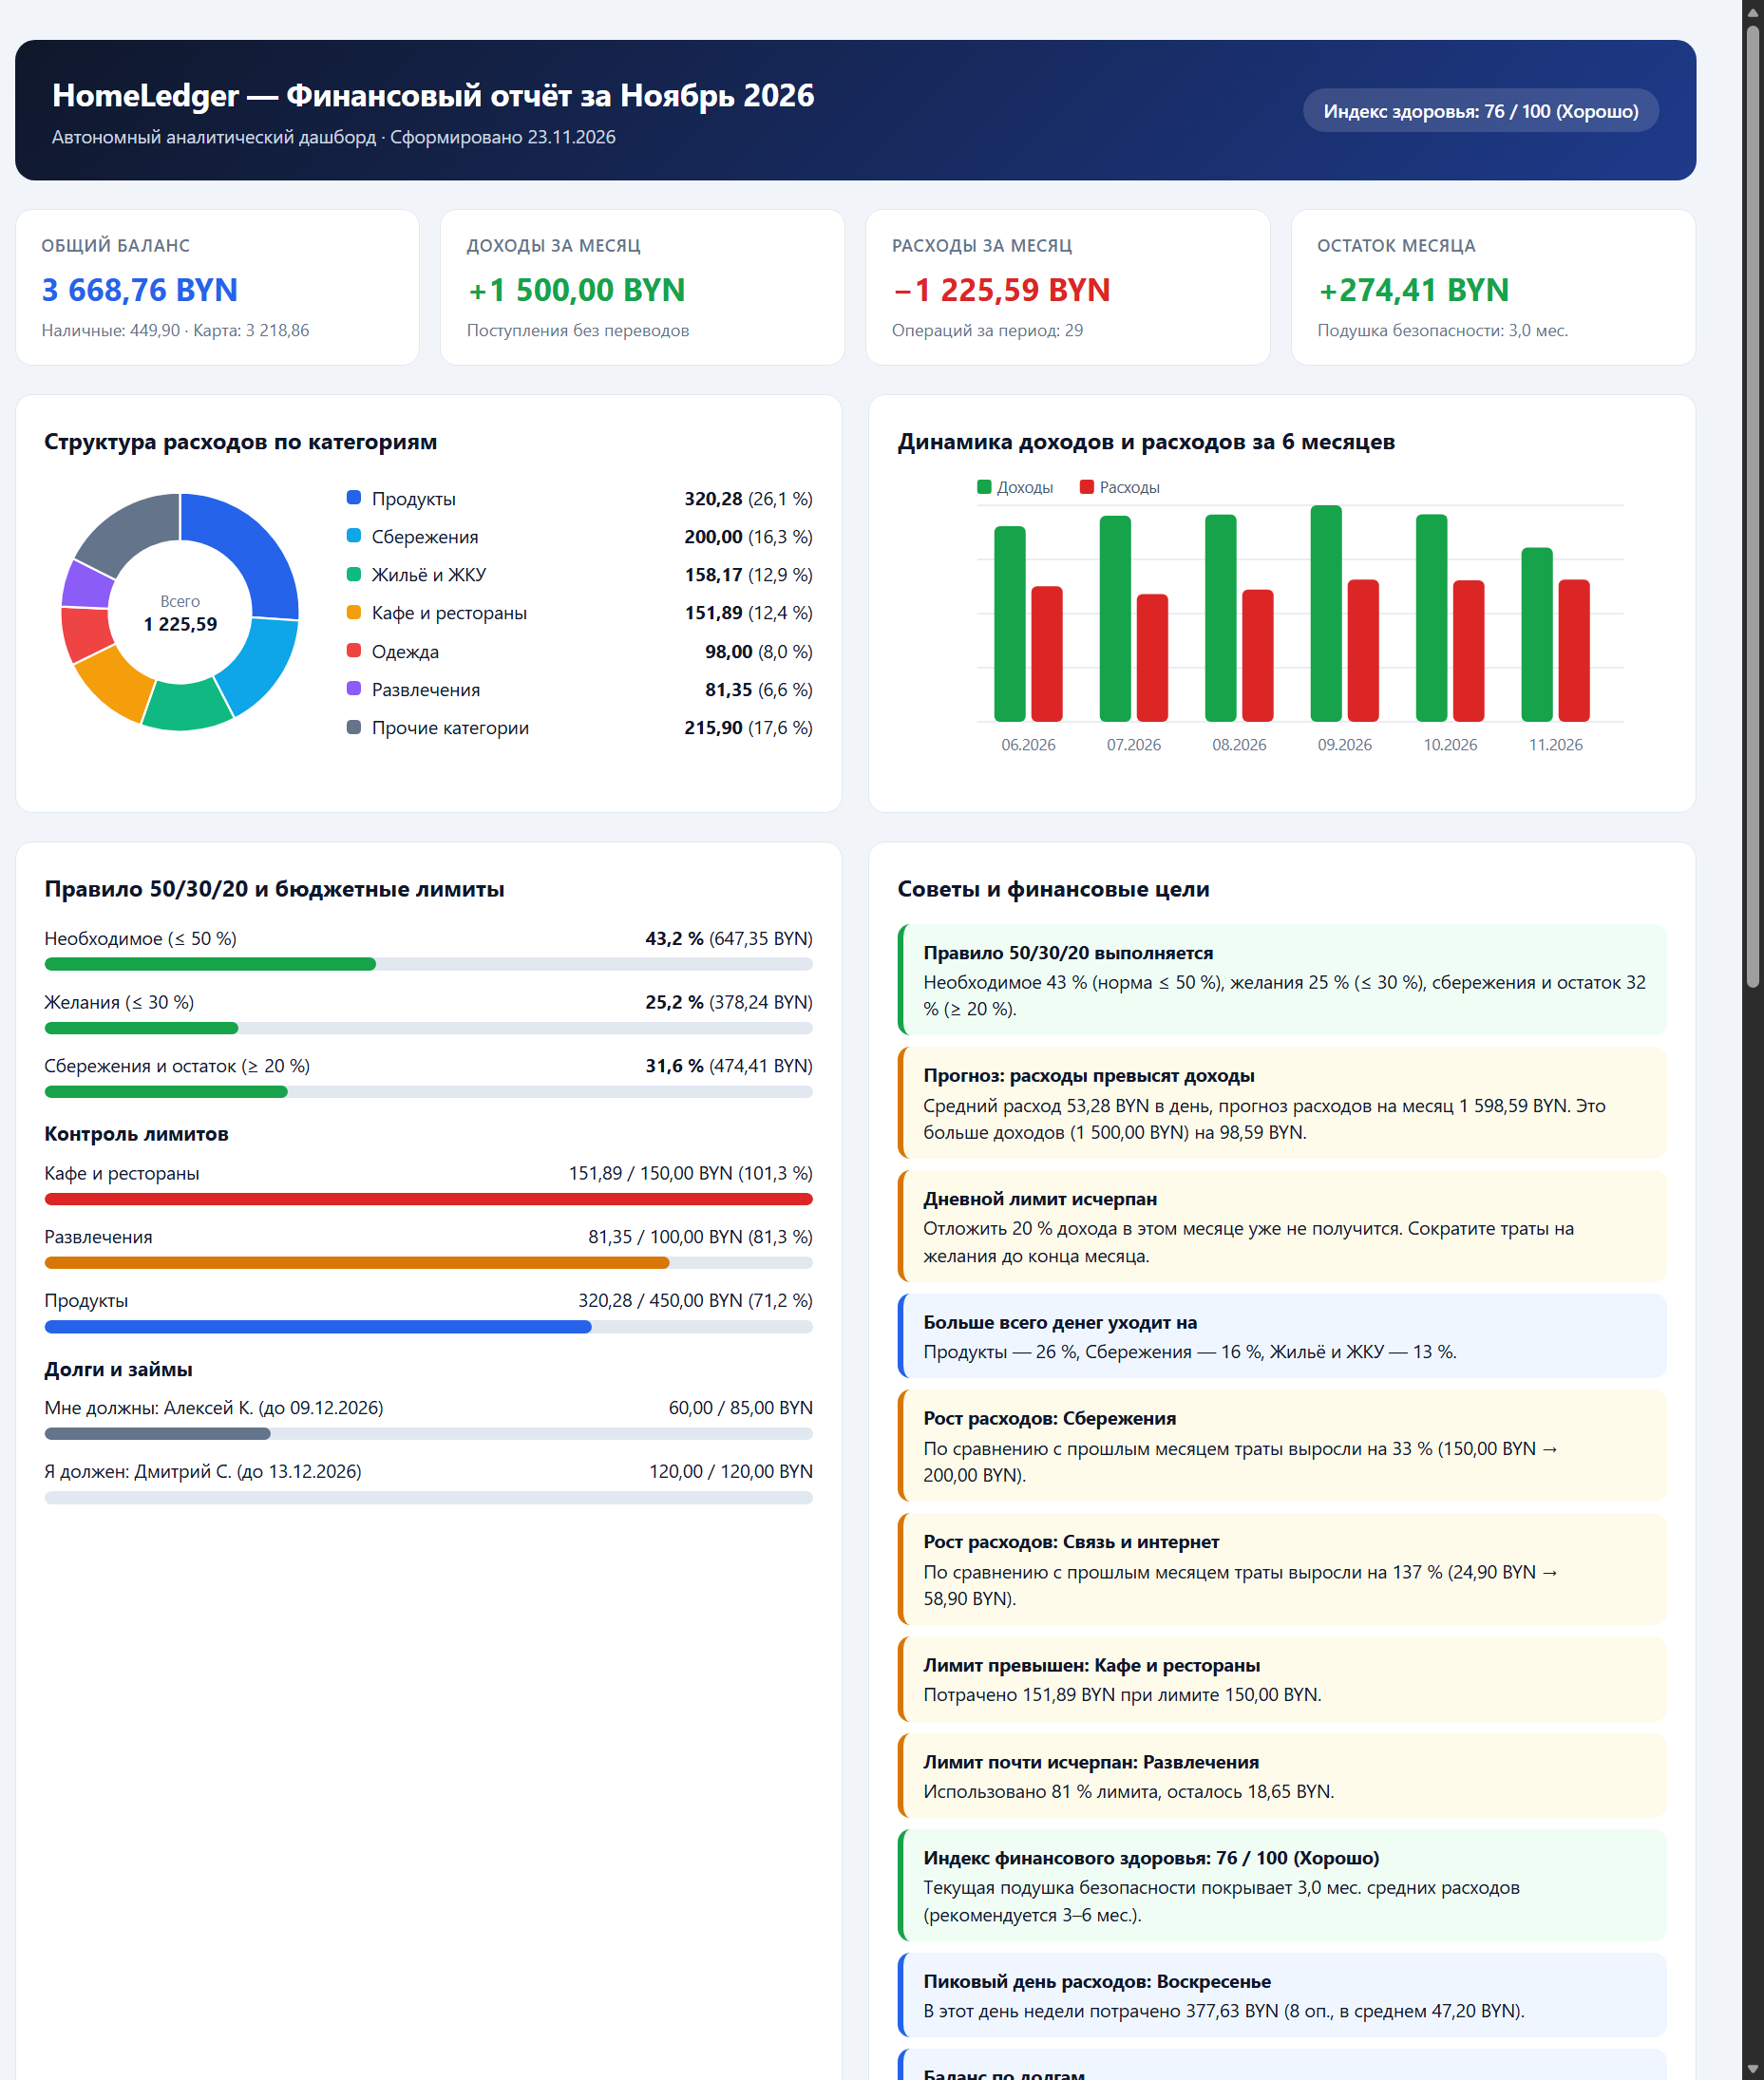 HomeLedger — Финансовый отчёт за Ноябрь 2026
Автономный аналитический дашборд · Сформировано 23.11.2026
Индекс здоровья: 76 / 100 (Хорошо)
ОБЩИЙ БАЛАНС
3 668,76 BYN
Наличные: 449,90 · Карта: 3 218,86
ДОХОДЫ ЗА МЕСЯЦ
+1 500,00 BYN
Поступления без переводов
РАСХОДЫ ЗА МЕСЯЦ
−1 225,59 BYN
Операций за период: 29
ОСТАТОК МЕСЯЦА
+274,41 BYN
Подушка безопасности: 3,0 мес.
Структура расходов по категориям
Всего
1 225,59
Продукты 320,28 (26,1 %)
Сбережения 200,00 (16,3 %)
Жильё и ЖКУ 158,17 (12,9 %)
Кафе и рестораны 151,89 (12,4 %)
Одежда 98,00 (8,0 %)
Развлечения 81,35 (6,6 %)
Прочие категории 215,90 (17,6 %)
Динамика доходов и расходов за 6 месяцев
Доходы Расходы
06.2026 07.2026 08.2026 09.2026 10.2026 11.2026
Правило 50/30/20 и бюджетные лимиты
Необходимое (≤ 50 %) 43,2 % (647,35 BYN)
Желания (≤ 30 %) 25,2 % (378,24 BYN)
Сбережения и остаток (≥ 20 %) 31,6 % (474,41 BYN)
Контроль лимитов
Кафе и рестораны 151,89 / 150,00 BYN (101,3 %)
Развлечения 81,35 / 100,00 BYN (81,3 %)
Продукты 320,28 / 450,00 BYN (71,2 %)
Долги и займы
Мне должны: Алексей К. (до 09.12.2026) 60,00 / 85,00 BYN
Я должен: Дмитрий С. (до 13.12.2026) 120,00 / 120,00 BYN
Советы и финансовые цели
Правило 50/30/20 выполняется
Необходимое 43 % (норма ≤ 50 %), желания 25 % (≤ 30 %), сбережения и остаток 32
% (≥ 20 %).
Прогноз: расходы превысят доходы
Средний расход 53,28 BYN в день, прогноз расходов на месяц 1 598,59 BYN. Это
больше доходов (1 500,00 BYN) на 98,59 BYN.
Дневной лимит исчерпан
Отложить 20 % дохода в этом месяце уже не получится. Сократите траты на
желания до конца месяца.
Больше всего денег уходит на
Продукты — 26 %, Сбережения — 16 %, Жильё и ЖКУ — 13 %.
Рост расходов: Сбережения
По сравнению с прошлым месяцем траты выросли на 33 % (150,00 BYN →
200,00 BYN).
Рост расходов: Связь и интернет
По сравнению с прошлым месяцем траты выросли на 137 % (24,90 BYN →
58,90 BYN).
Лимит превышен: Кафе и рестораны
Потрачено 151,89 BYN при лимите 150,00 BYN.
Лимит почти исчерпан: Развлечения
Использовано 81 % лимита, осталось 18,65 BYN.
Индекс финансового здоровья: 76 / 100 (Хорошо)
Текущая подушка безопасности покрывает 3,0 мес. средних расходов
(рекомендуется 3–6 мес.).
Пиковый день расходов: Воскресенье
В этот день недели потрачено 377,63 BYN (8 оп., в среднем 47,20 BYN).
Баланс по долгам